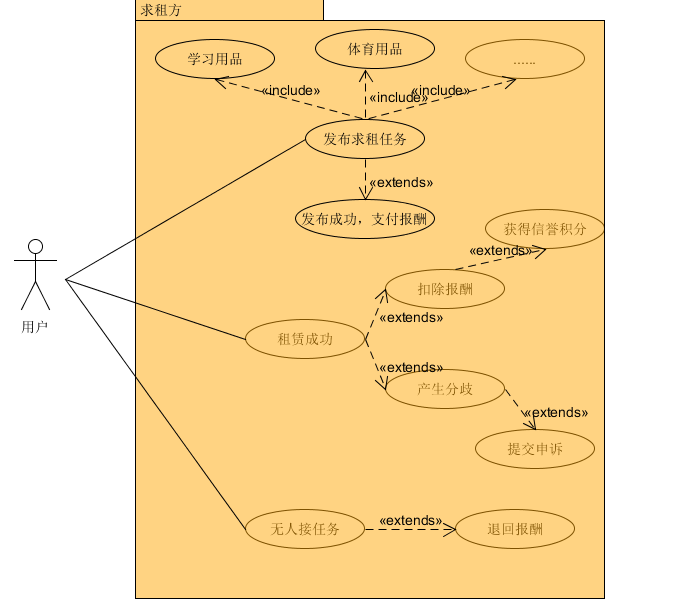 求租方
学习用品
体育用品
......
«include»
«include»
«include»
发布求租任务
«extends»
发布成功，支付报酬
获得信誉积分
«extends»
用户
扣除报酬
«extends»
租赁成功
«extends»
产生分歧
«extends»
提交申诉
无人接任务
«extends»
退回报酬